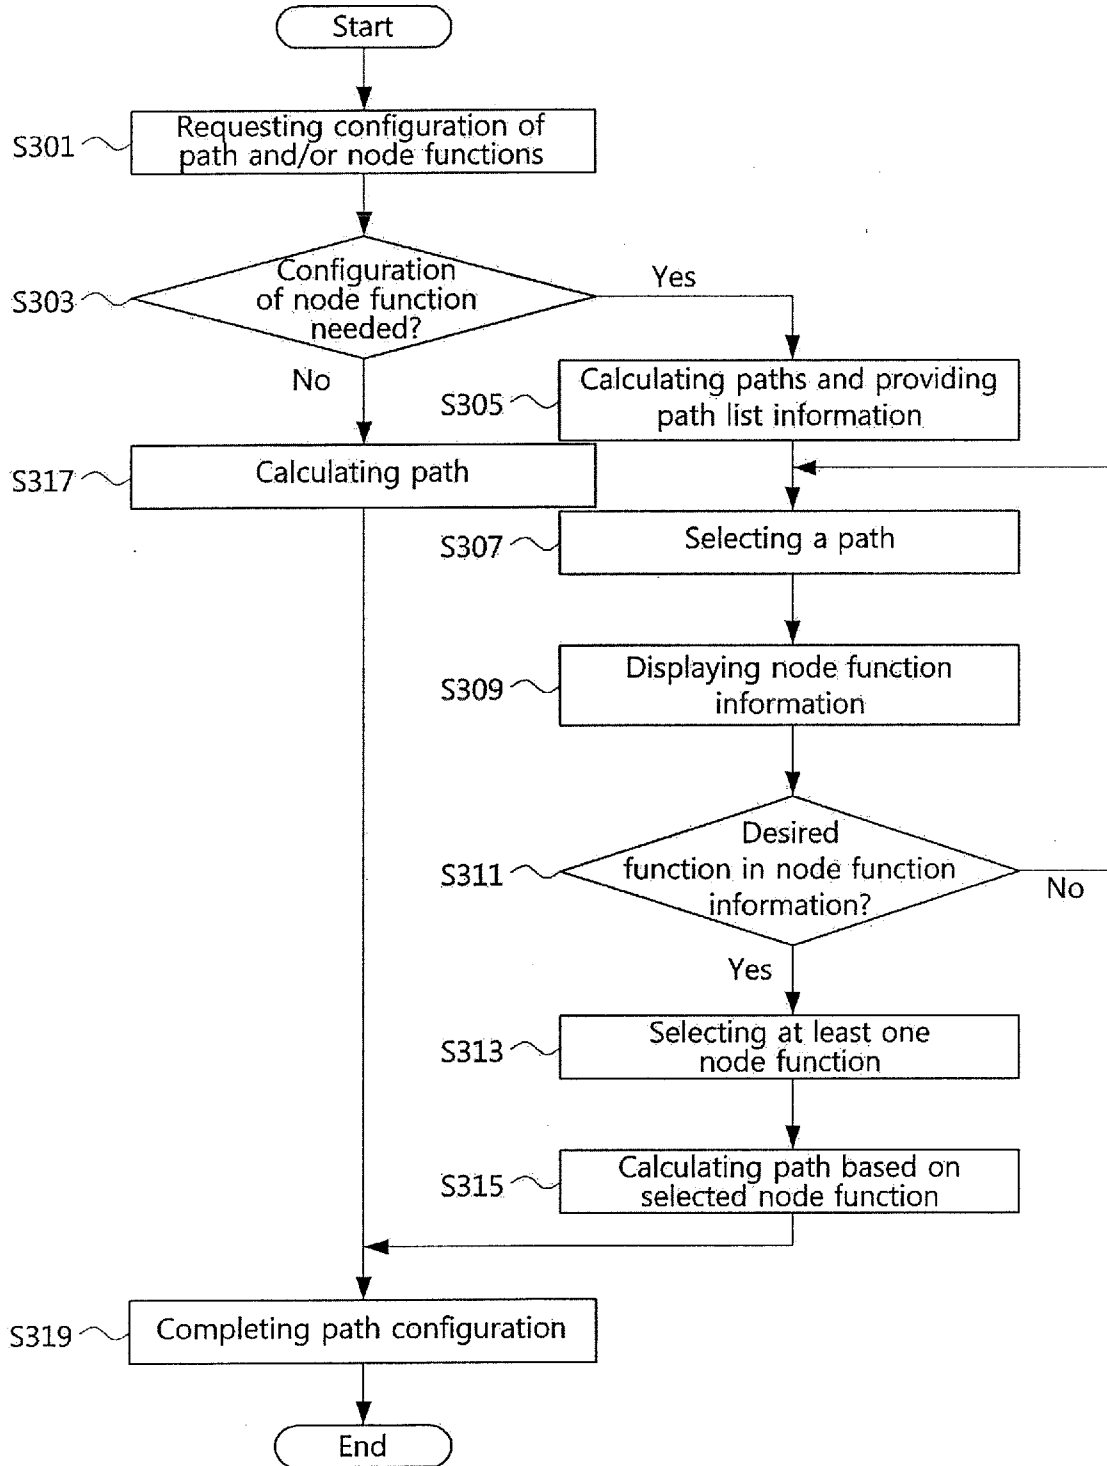 Start
S301
Requesting configuration of
path and/or node functions
S303
Configuration
of node function
needed?
Yes
No
S305
Calculating paths and providing
path list information
S317
Calculating path
S307
Selecting a path
S309
Displaying node function
information
S311
Desired
function in node function
information?
No
Yes
S313
Selecting at least one
node function
S315
Calculating path based on
selected node function
S319
Completing path configuration
End